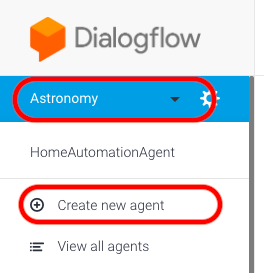 Dialogflow
Astronomy
HomeAutomationAgent
Create new agent
View all agents